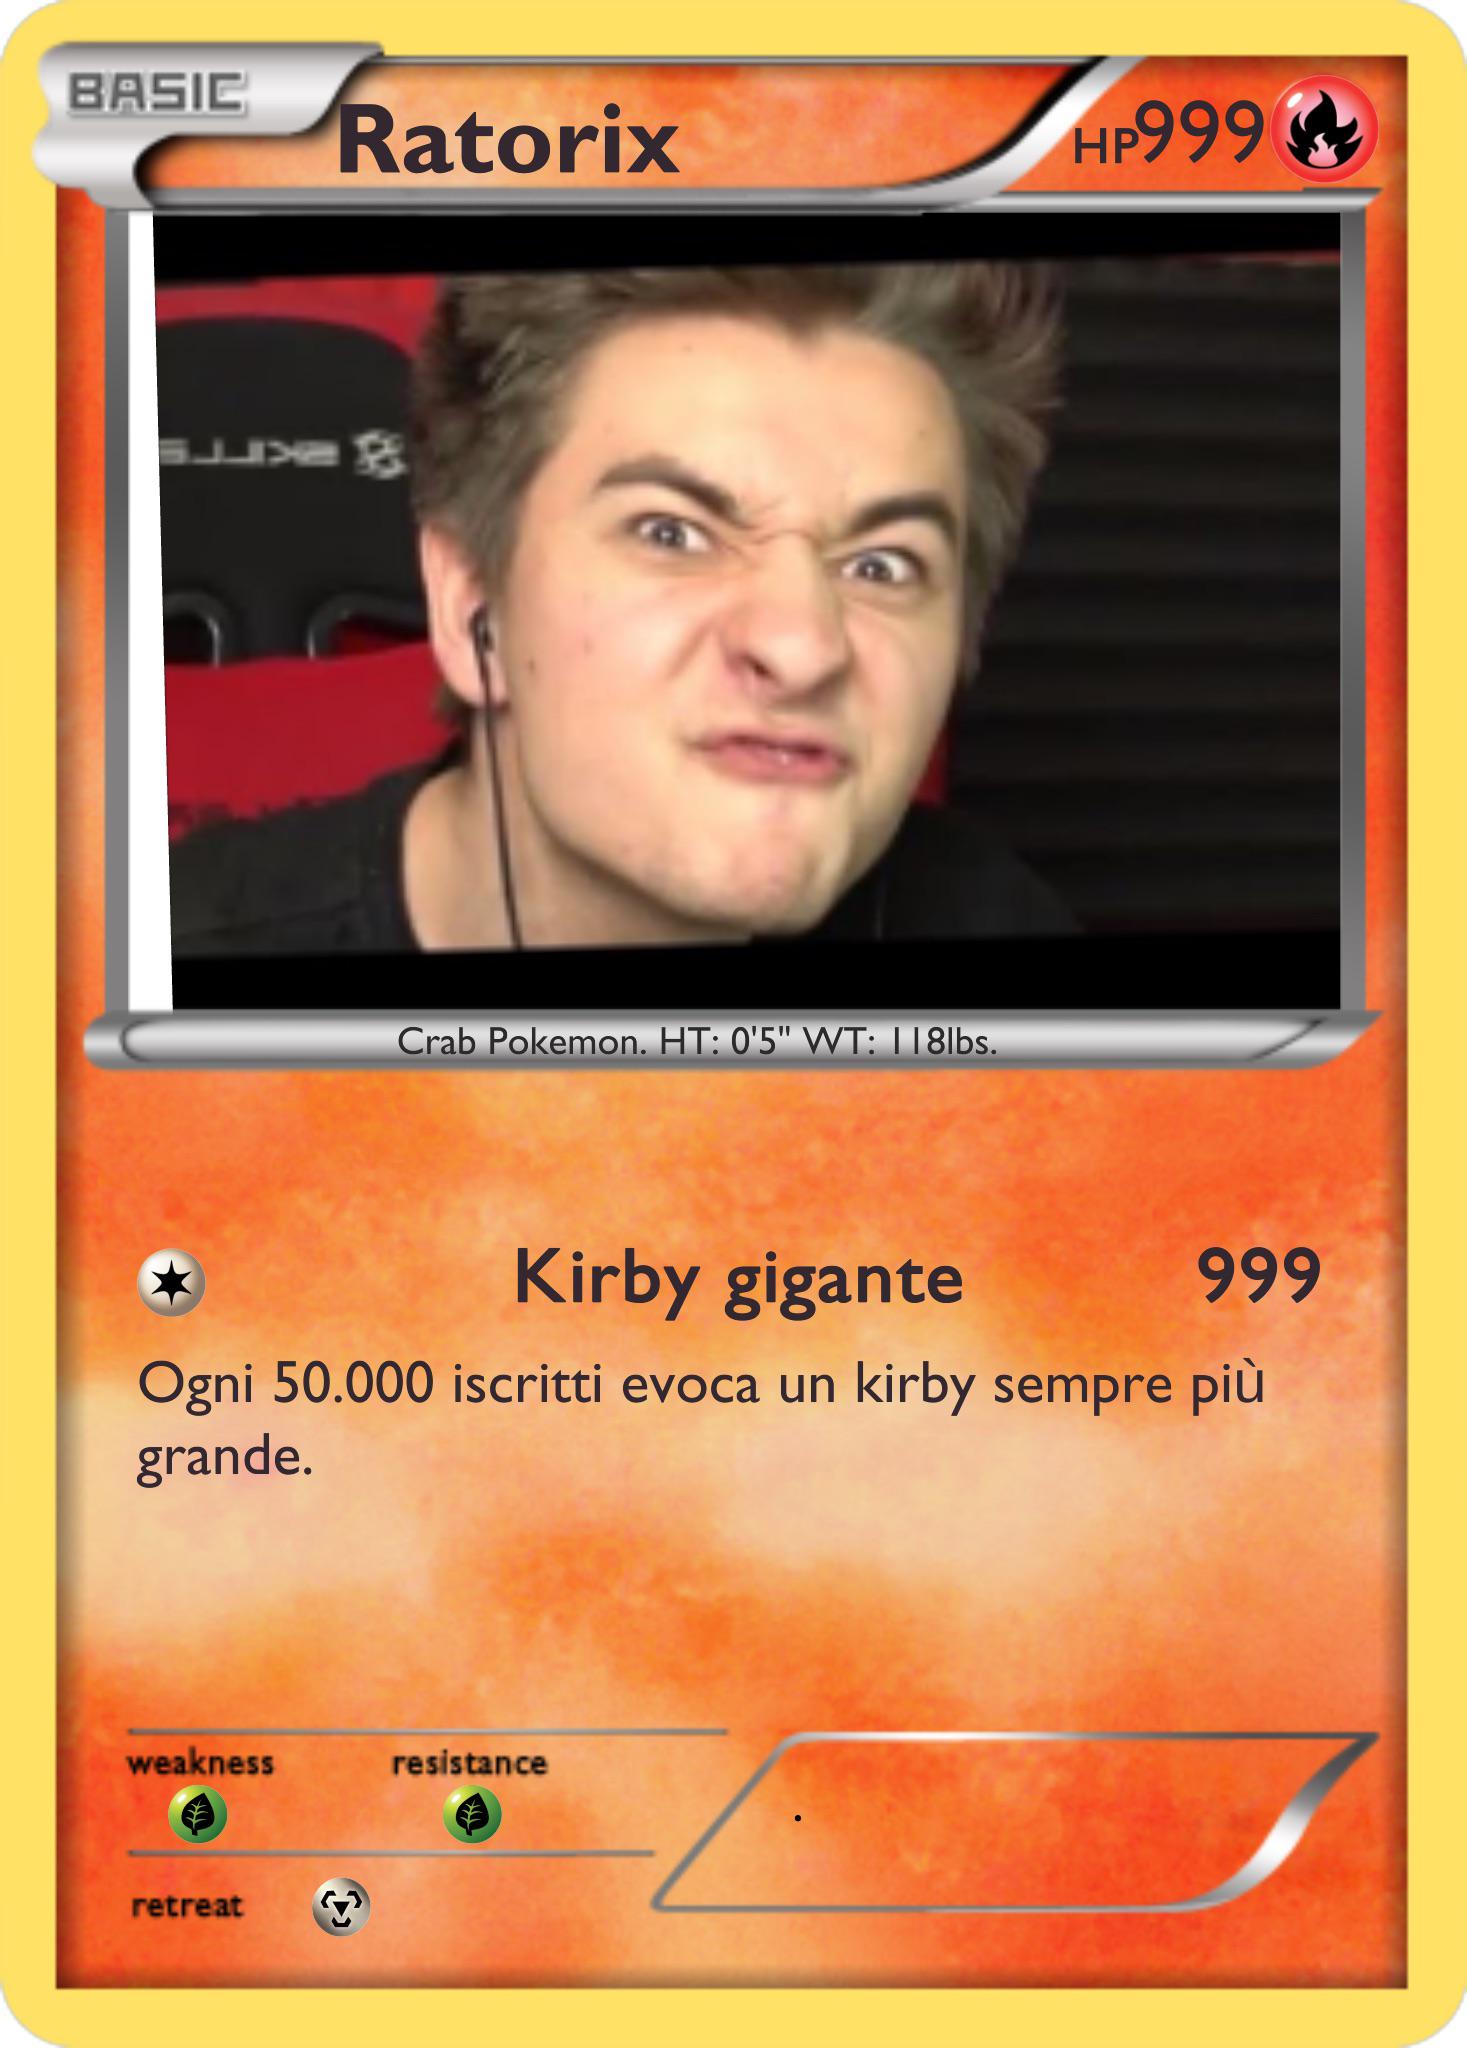 BASIC
Ratorix
HP999
SKILLS
Crab Pokemon. HT: 0'5" WT: 118lbs.
Kirby gigante 999
Ogni 50.000 iscritti evoca un kirby sempre più
grande.
weakness resistance
.
retreat